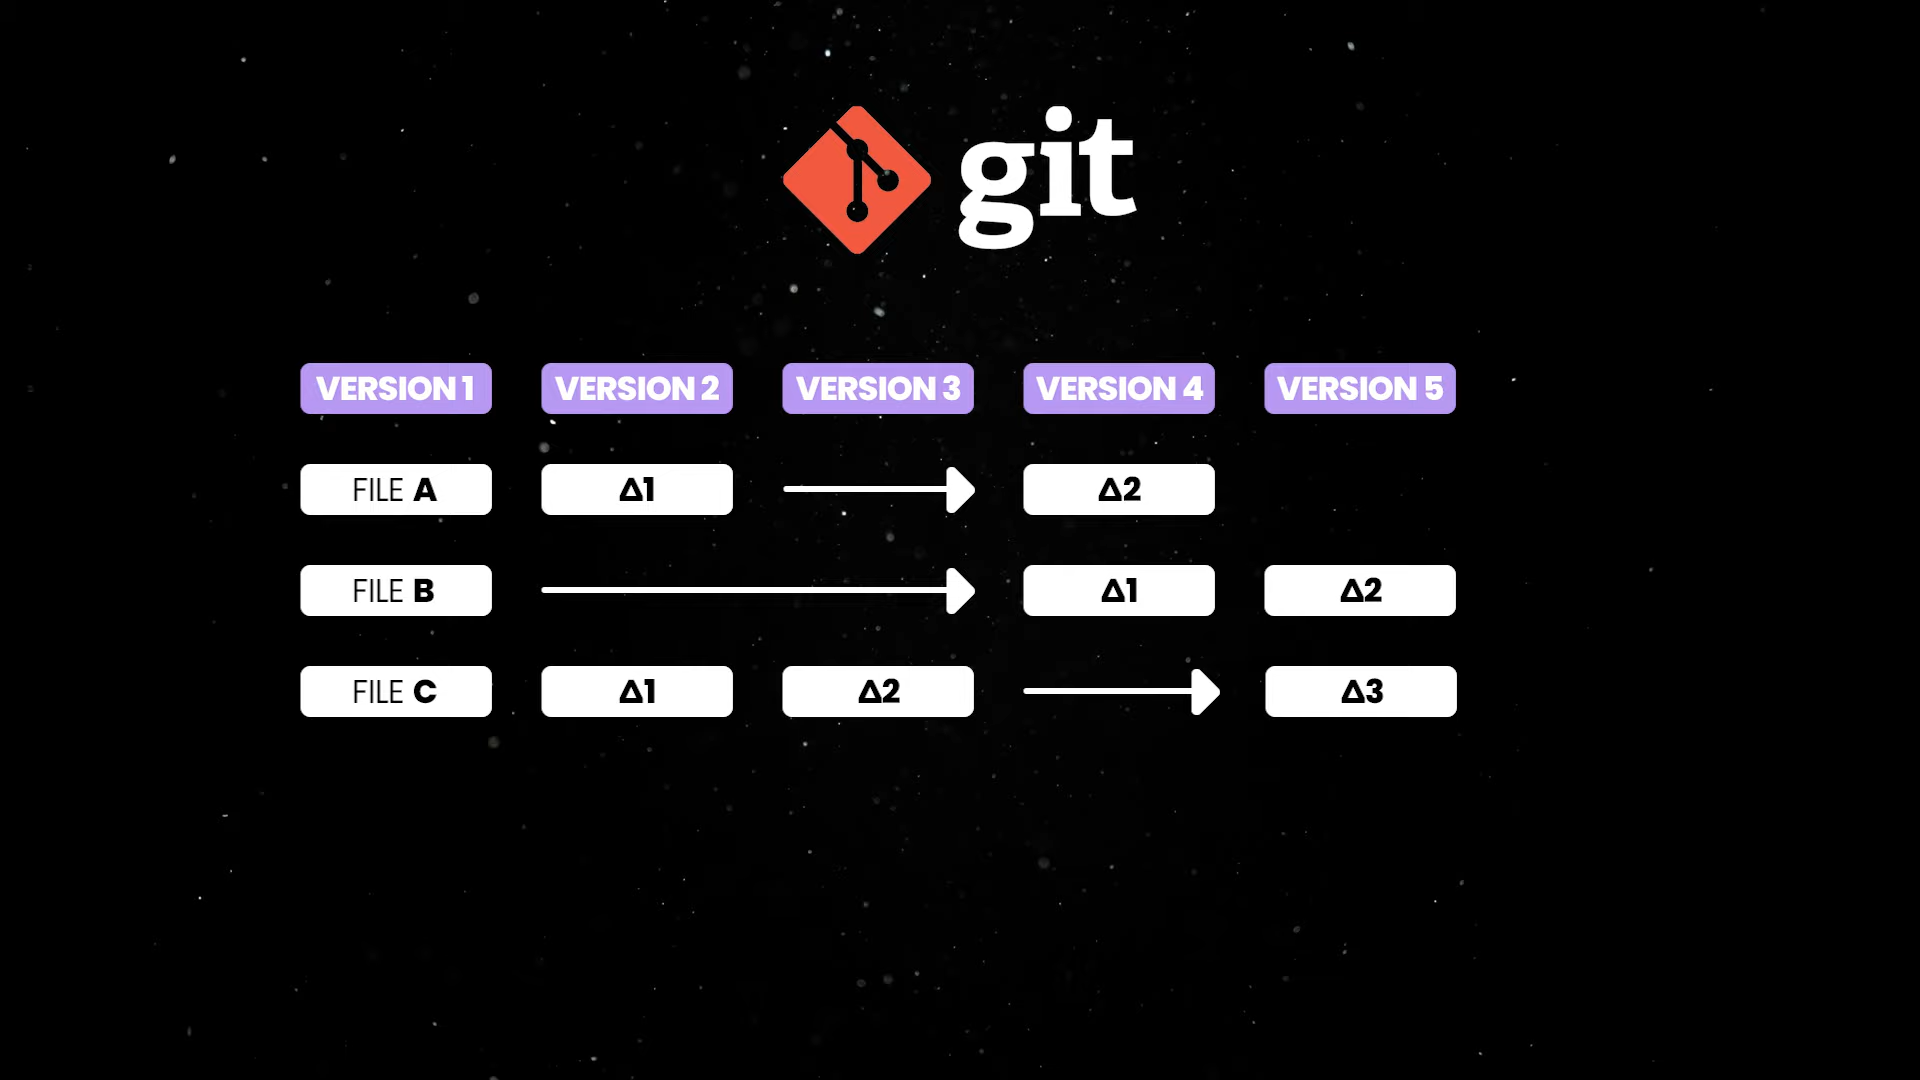 git
VERSION 1 VERSION 2 VERSION 3 VERSION 4 VERSION 5
FILE A Δ1 Δ2
FILE B Δ1 Δ2
FILE C Δ1 Δ2 Δ3